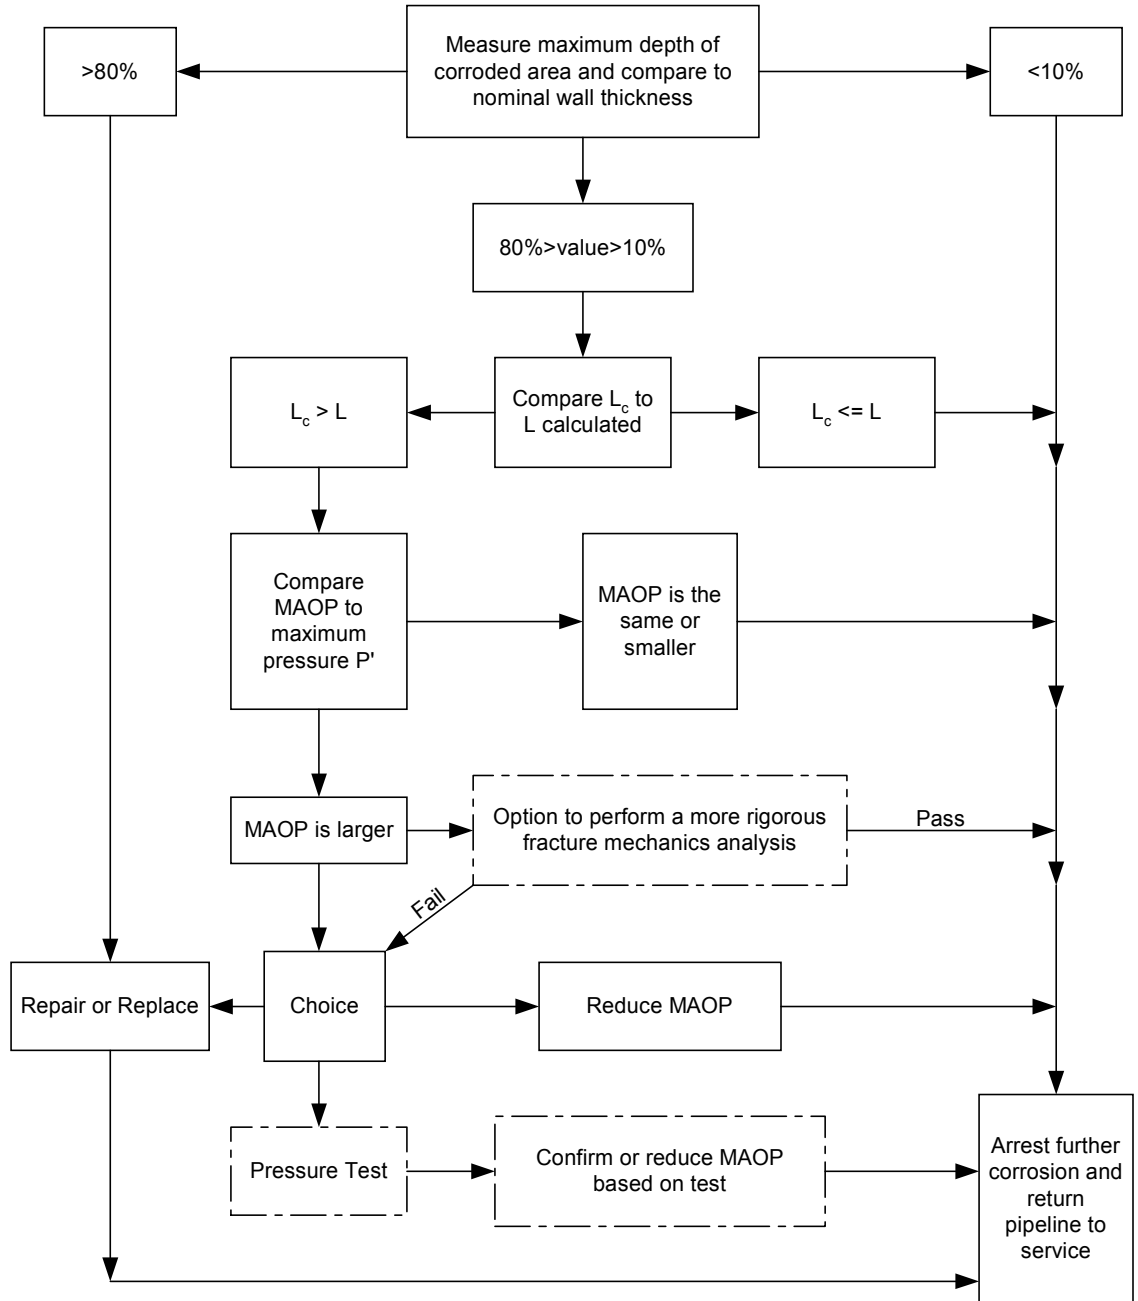 Measure maximum depth of
corroded area and compare to
nominal wall thickness
>80%
<10%
80%>value>10%
Lc > L
Compare Lc to
L calculated
Lc <= L
Compare
MAOP to
maximum
pressure P'
MAOP is the
same or
smaller
MAOP is larger
Option to perform a more rigorous
fracture mechanics analysis
Pass
Fail
Repair or Replace
Choice
Reduce MAOP
Pressure Test
Confirm or reduce MAOP
based on test
Arrest further
corrosion and
return
pipeline to
service